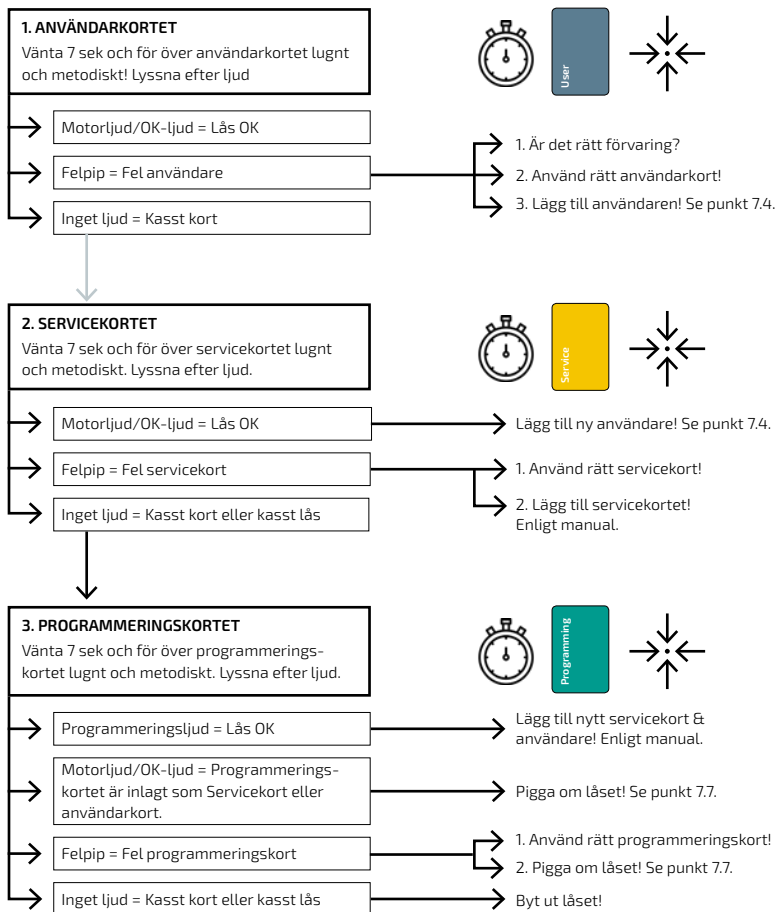 1. ANVÄNDARKORTET
Vänta 7 sek och för över användarkortet lugnt
och metodiskt! Lyssna efter ljud
User
Motorljud/OK-ljud = Lås OK
Felpip = Fel användare
Inget ljud = Kasst kort
1. Är det rätt förvaring?
2. Använd rätt användarkort!
3. Lägg till användaren! Se punkt 7.4.
2. SERVICEKORTET
Vänta 7 sek och för över servicekortet lugnt
och metodiskt. Lyssna efter ljud.
Service
Motorljud/OK-ljud = Lås OK
Lägg till ny användare! Se punkt 7.4.
Felpip = Fel servicekort
1. Använd rätt servicekort!
2. Lägg till servicekortet!
Enligt manual.
Inget ljud = Kasst kort eller kasst lås
3. PROGRAMMERINGSKORTET
Vänta 7 sek och för över programmerings-
kortet lugnt och metodiskt. Lyssna efter ljud.
Programming
Programmeringsljud = Lås OK
Lägg till nytt servicekort &
användare! Enligt manual.
Motorljud/OK-ljud = Programmerings-
kortet är inlagt som Servicekort eller
användarkort.
Pigga om låset! Se punkt 7.7.
Felpip = Fel programmeringskort
1. Använd rätt programmeringskort!
2. Pigga om låset! Se punkt 7.7.
Inget ljud = Kasst kort eller kasst lås
Byt ut låset!